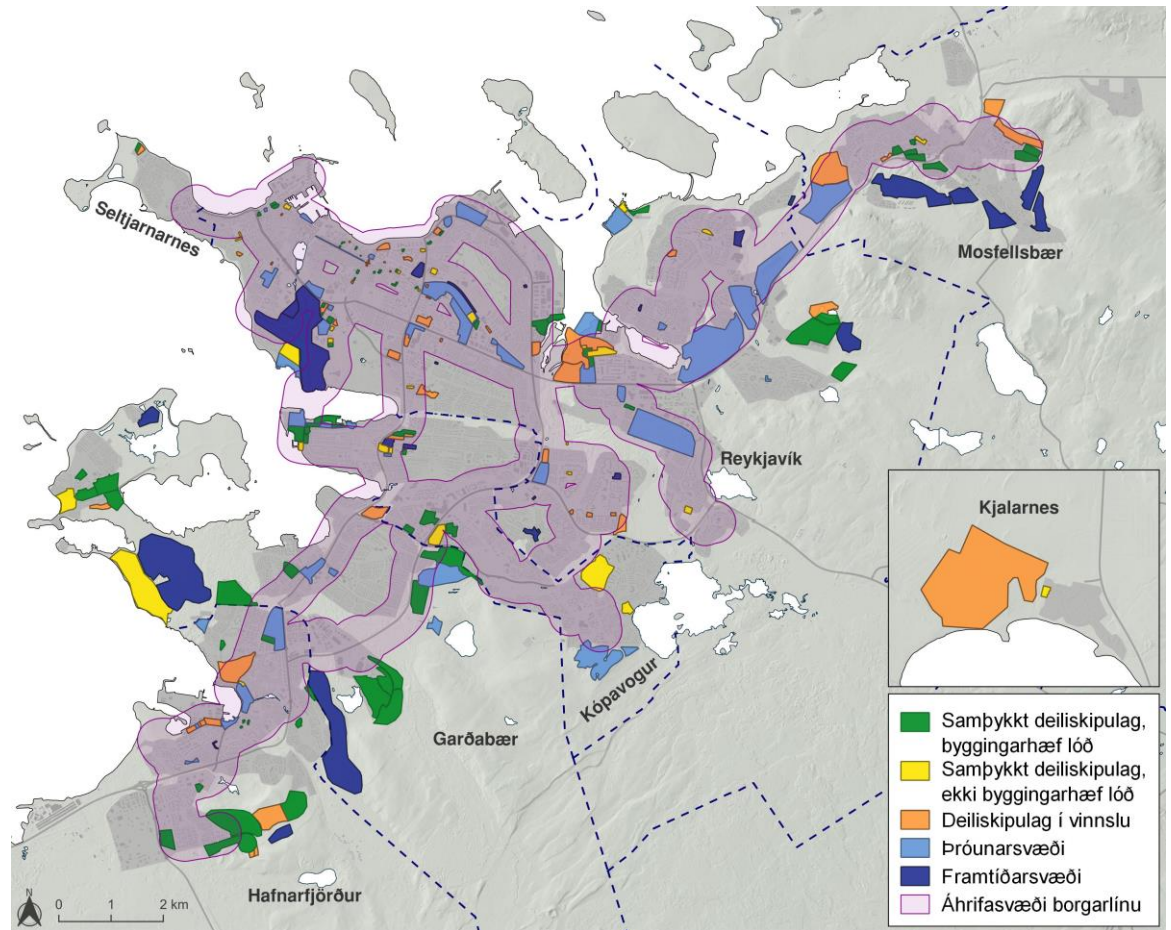 Seltjarnarnes
Mosfellsbær
Reykjavík
Kjalarnes
Kópavogur
Garðabær
Hafnarfjörður
Samþykkt deiliskipulag,
byggingarhæf lóð
Samþykkt deiliskipulag,
ekki byggingarhæf lóð
Deiliskipulag í vinnslu
Þróunarsvæði
Framtíðarsvæði
Áhrifasvæði borgarlínu
N
0 1 2 km